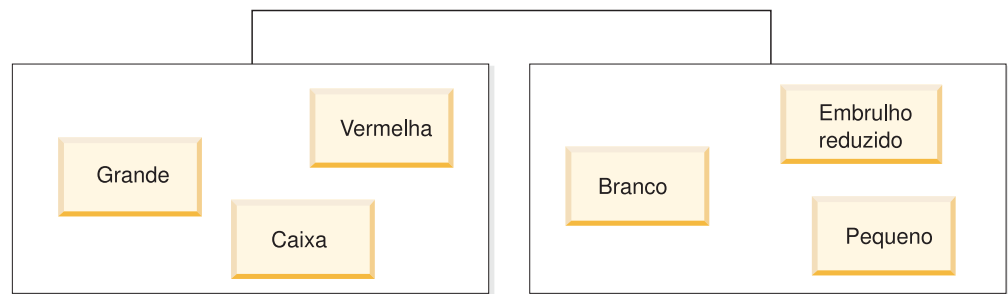 Vermelha
Grande
Caixa
Embrulho
reduzido
Branco
Pequeno